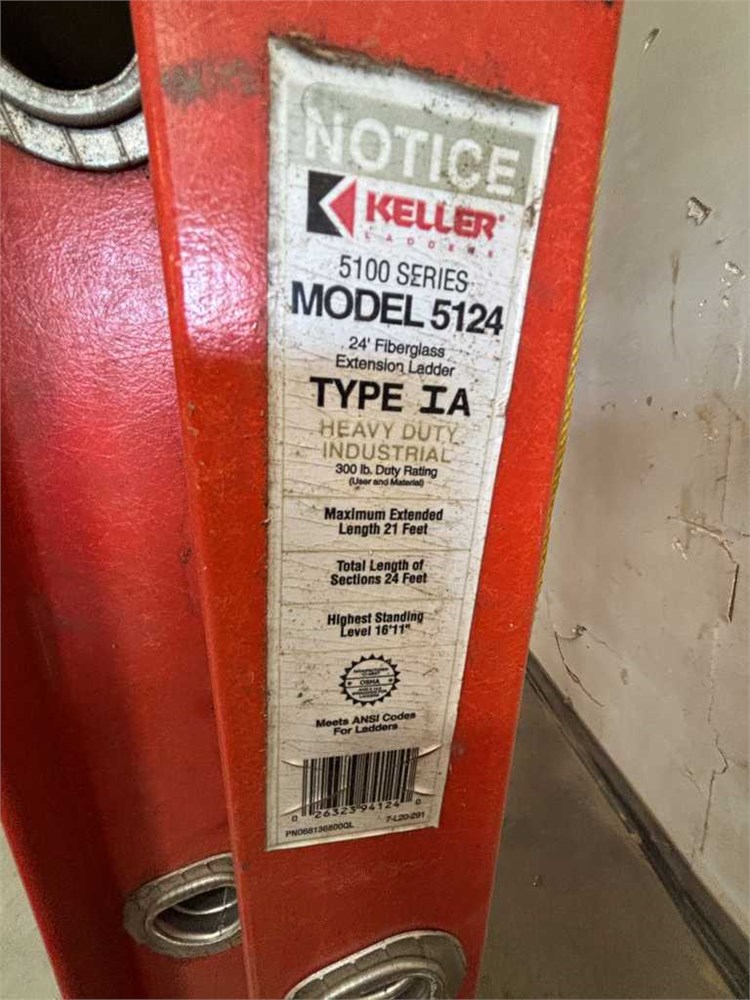 NOTICE
KELLER
LADDERS
5100 SERIES
MODEL 5124
24' Fiberglass
Extension Ladder
TYPE IA
HEAVY DUTY
INDUSTRIAL
300 lb. Duty Rating
(User and Material)
Maximum Extended
Length 21 Feet
Total Length of
Sections 24 Feet
Highest Standing
Level 16'11"
OSHA
Meets ANSI Codes
For Ladders
0 26323 94124 0
PN068136800QL 7-L20-291